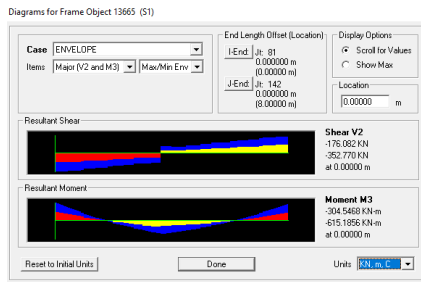 Diagrams for Frame Object 13665 (S1)
Case ENVELOPE
Items Major (V2 and M3) Max/Min Env
End Length Offset (Location)
I-End: Jt: 81
0.000000 m
(0.00000 m)
J-End: Jt: 142
0.000000 m
(8.00000 m)
Display Options
Scroll for Values
Show Max
Location
0.00000 m
Resultant Shear
Shear V2
-176.082 KN
-352.770 KN
at 0.00000 m
Resultant Moment
Moment M3
-304.5468 KN-m
-615.1856 KN-m
at 0.00000 m
Reset to Initial Units
Done
Units KN, m, C